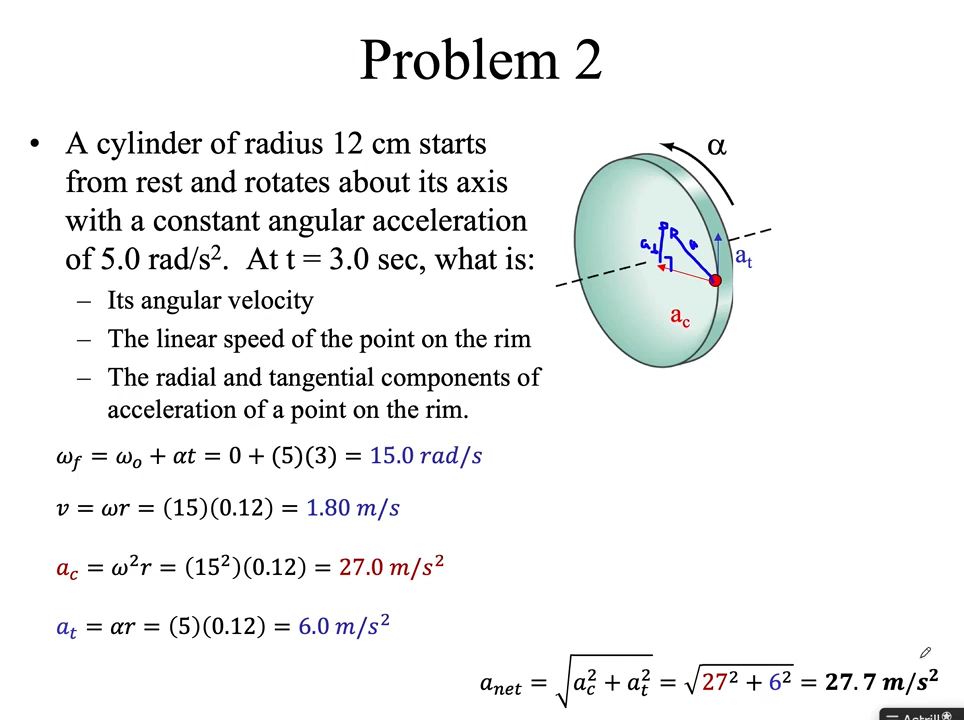 Problem 2
• A cylinder of radius 12 cm starts
from rest and rotates about its axis
with a constant angular acceleration
of 5.0 rad/s². At t = 3.0 sec, what is:
– Its angular velocity
– The linear speed of the point on the rim
– The radial and tangential components of
acceleration of a point on the rim.
α
a
a_t
a_t
a_c
ω_f = ω_o + αt = 0 + (5)(3) = 15.0 rad/s
v = ωr = (15)(0.12) = 1.80 m/s
a_c = ω²r = (15²)(0.12) = 27.0 m/s²
a_t = αr = (5)(0.12) = 6.0 m/s²
a_net = √(a_c² + a_t²) = √(27² + 6²) = 27.7 m/s²